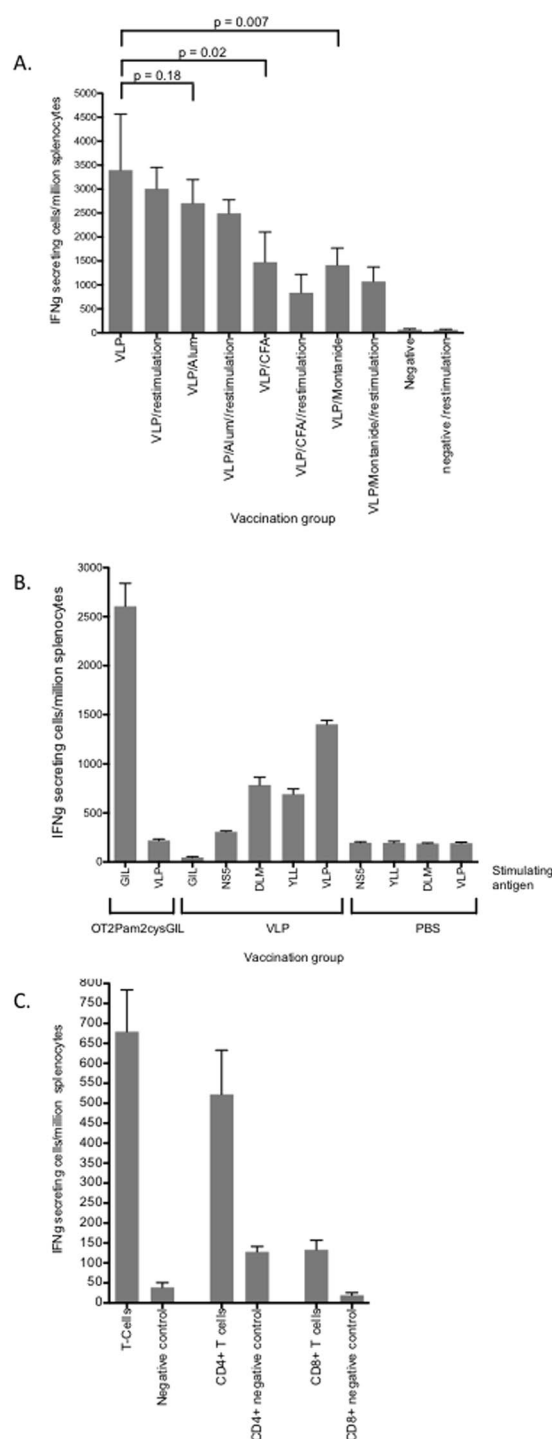 A.
p = 0.007
p = 0.02
p = 0.18
IFNg secreting cells/million splenocytes
5000
4500
4000
3500
3000
2500
2000
1500
1000
500
0
VLP
VLP/restimulation
VLP/Alum
VLP/Alum//restimulation
VLP/CFA
VLP/CFA//restimulation
VLP/Montanide
VLP/Montanide//restimulation
Negative
negative /restimulation
Vaccination group
B.
IFNg secreting cells/million splenocytes
3000
2500
2000
1500
1000
500
0
GIL
VLP
GIL
NS5
DLM
YLL
VLP
NS5
YLL
DLM
VLP
Stimulating
antigen
OT2Pam2cysGIL
VLP
PBS
Vaccination group
C.
IFNg secreting cells/million splenocytes
800
750
700
650
600
550
500
450
400
350
300
250
200
150
100
50
0
T-Cells
Negative control
CD4+ T cells
CD4+ negative control
CD8+ T cells
CD8+ negative control